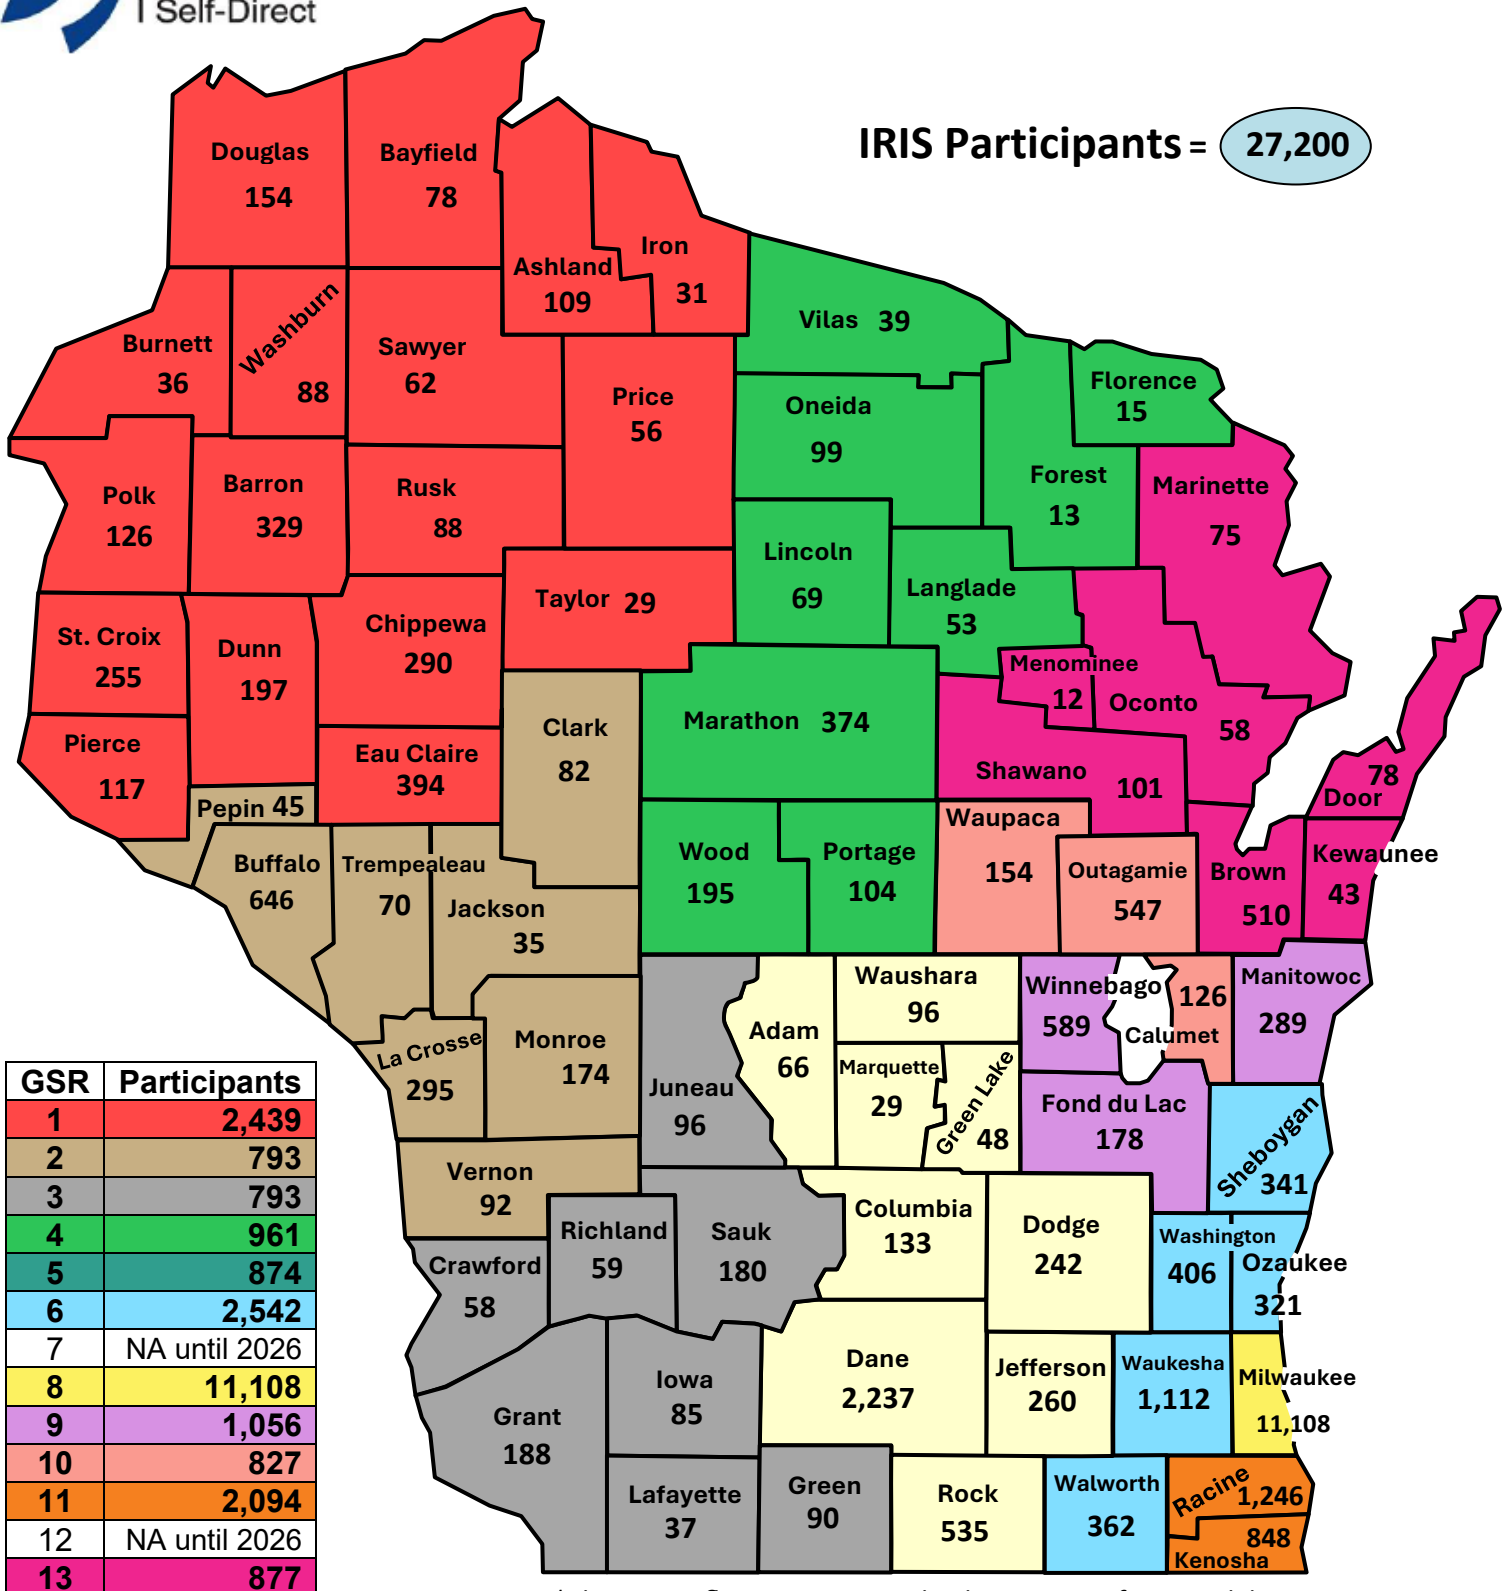 I Self-Direct
IRIS Participants = 27,200
Douglas
154
Bayfield
78
Ashland
109
Iron
31
Burnett
36
Washburn
88
Sawyer
62
Price
56
Vilas 39
Oneida
99
Florence
15
Forest
13
Marinette
75
Polk
126
Barron
329
Rusk
88
Taylor 29
Lincoln
69
Langlade
53
St. Croix
255
Dunn
197
Chippewa
290
Menominee
12
Oconto
58
Pierce
117
Eau Claire
394
Clark
82
Marathon 374
Shawano
101
Pepin 45
Buffalo
646
Trempealeau
70
Jackson
35
Wood
195
Portage
104
Waupaca
154
Outagamie
547
Brown
510
78
Door
Kewaunee
43
La Crosse
295
Monroe
174
Juneau
96
Adam
66
Waushara
96
Marquette
29
Green Lake
48
Winnebago
589
126
Calumet
Manitowoc
289
Fond du Lac
178
Sheboygan
341
Vernon
92
Crawford
58
Richland
59
Sauk
180
Columbia
133
Dodge
242
Washington
406
Ozaukee
321
Grant
188
Iowa
85
Dane
2,237
Jefferson
260
Waukesha
1,112
Milwaukee
11,108
Lafayette
37
Green
90
Rock
535
Walworth
362
Racine
1,246
848
Kenosha
GSR Participants
1 2,439
2 793
3 793
4 961
5 874
6 2,542
7 NA until 2026
8 11,108
9 1,056
10 827
11 2,094
12 NA until 2026
13 877